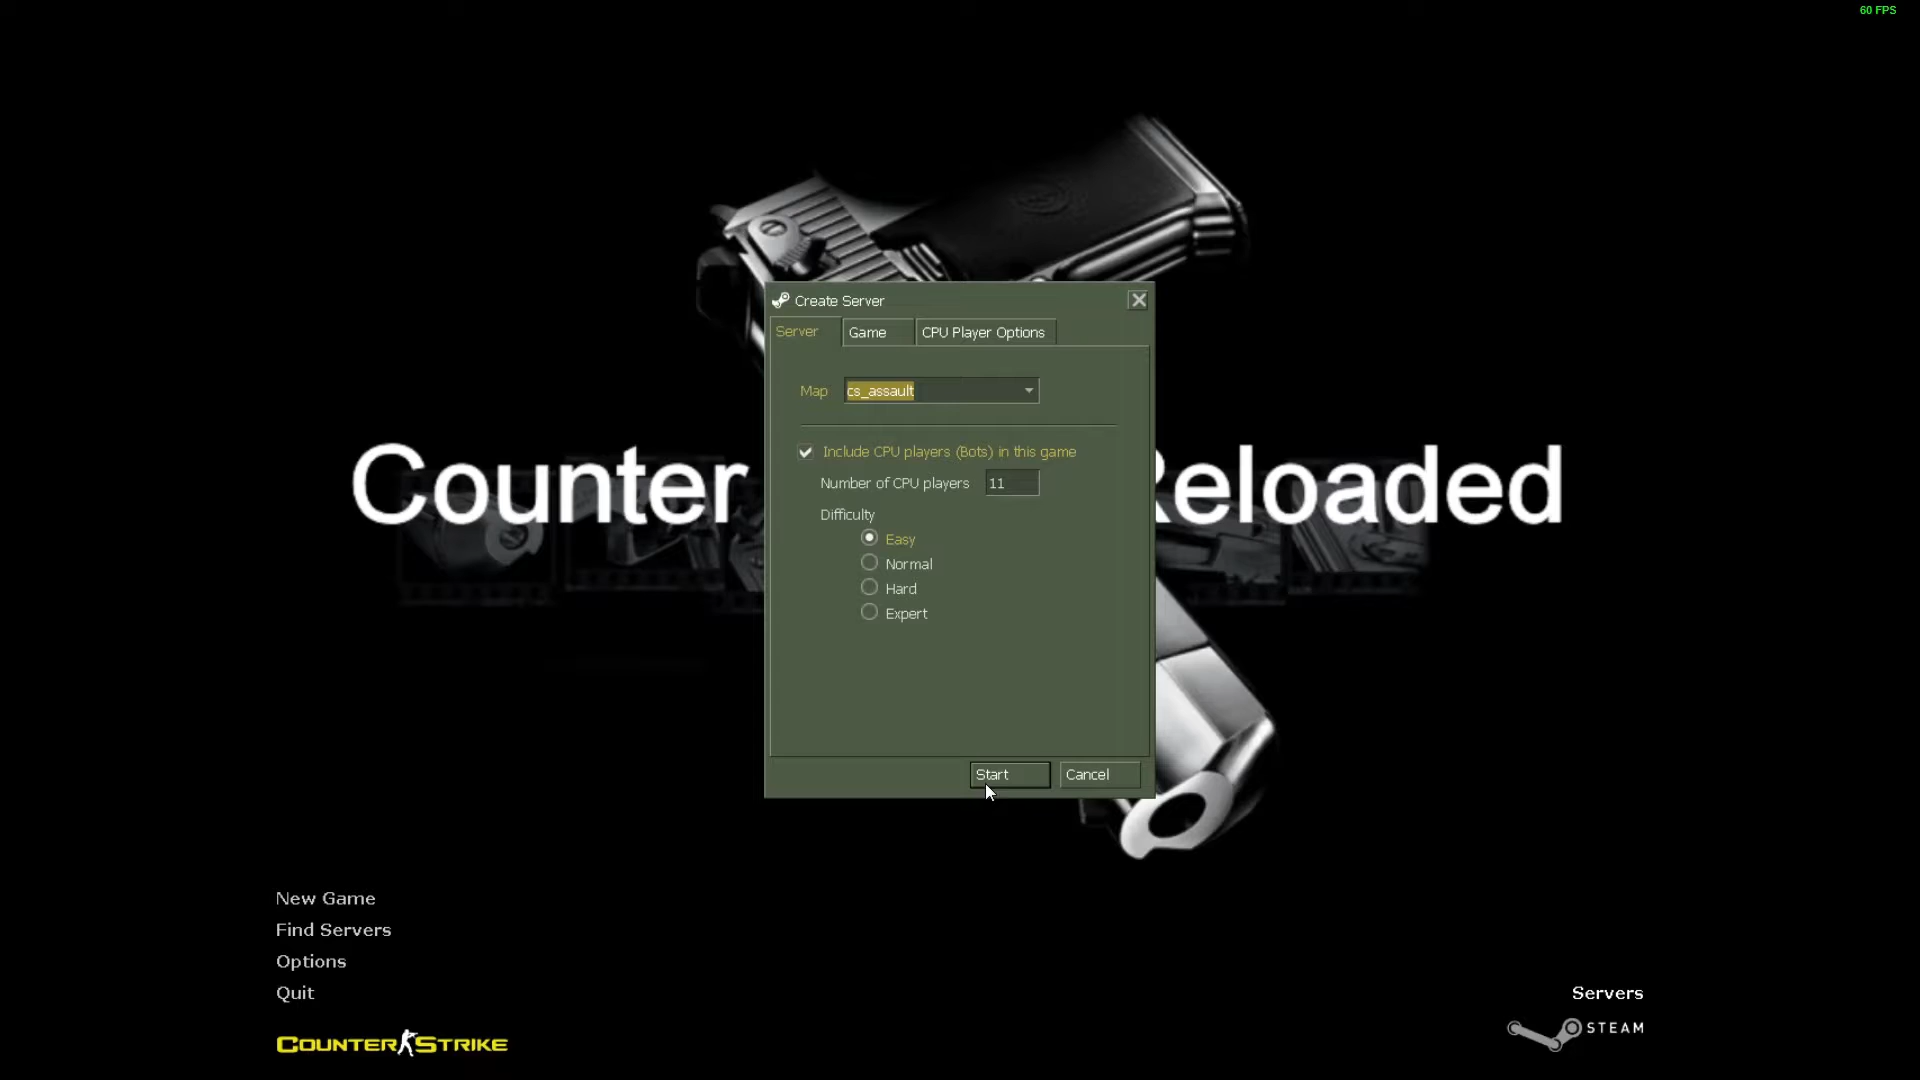 60 FPS
Create Server
Server Game CPU Player Options
Map cs_assault
Include CPU players (Bots) in this game
Counter Reloaded
Number of CPU players 11
Difficulty
Easy
Normal
Hard
Expert
Start Cancel
New Game
Find Servers
Options
Quit
Servers
COUNTER STRIKE
STEAM